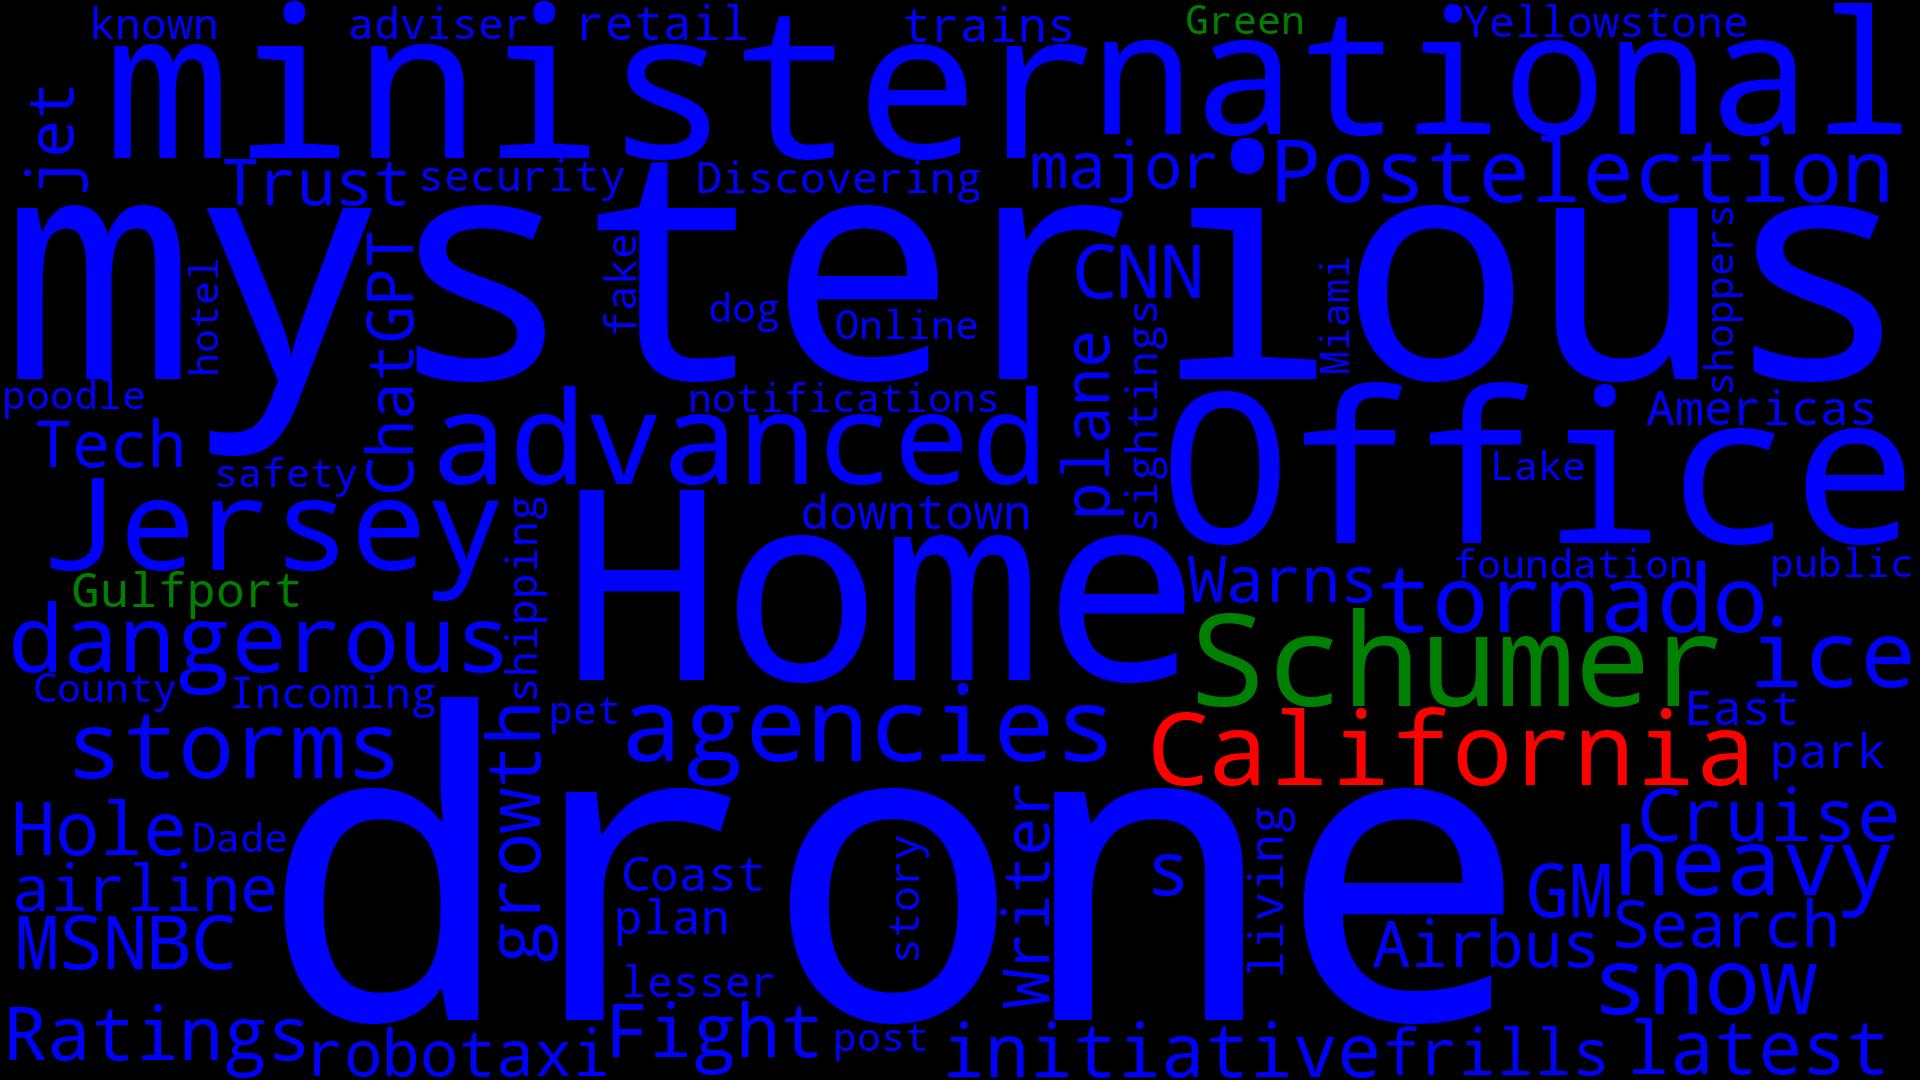 known adviser retail trains Green Yellowstone
minister national
jet Trust security Discovering major Postelection
mysterious
hotel ChatGPT fake dog Online CNN sightings Miami shoppers
poodle notifications plane Americas
Tech advanced Office Lake
safety
Jersey shipping downtown
Home Warns foundation public
Gulfport tornado
dangerous Schumer ice
County Incoming pet agencies East
storms growth California park
drone
Hole Dade Coast story Writer s living Cruise
airline plan GM heavy
MSNBC lesser Airbus Search
snow
Ratings robotaxi Fight post initiative frills latest